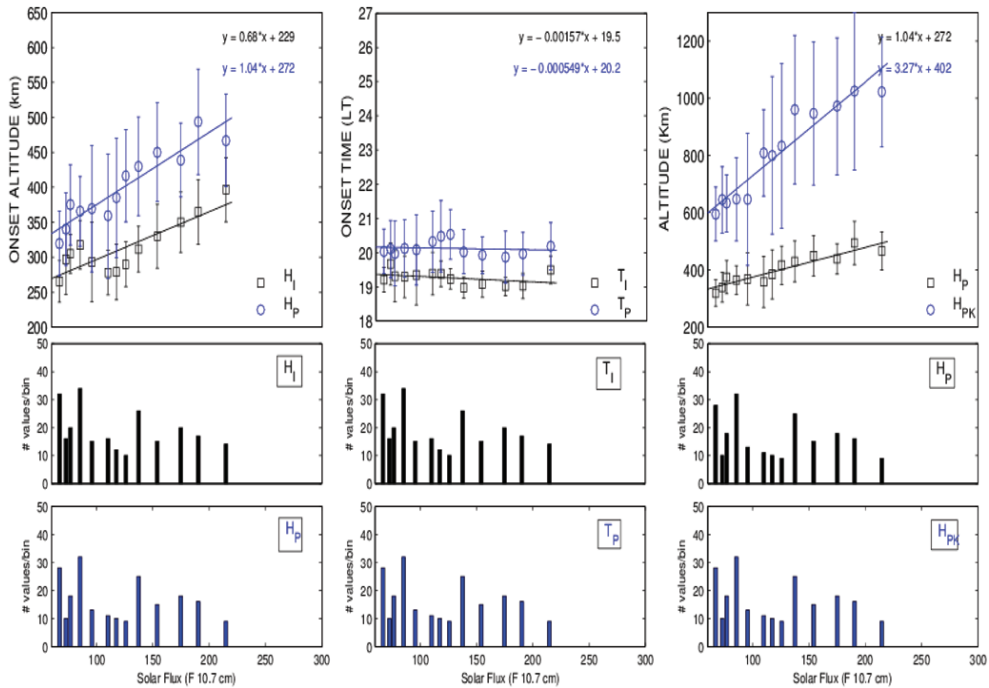 650
600
550
500
450
400
350
300
250
200
ONSET ALTITUDE (km)
y = 0.68*x + 229
y = 1.04*x + 272
H_I
H_P
27
26
25
24
23
22
21
20
19
18
ONSET TIME (LT)
y = − 0.00157*x + 19.5
y = − 0.000549*x + 20.2
T_I
T_P
1200
1000
800
600
400
200
ALTITUDE (Km)
y = 1.04*x + 272
y = 3.27*x + 402
H_P
H_PK
50
40
30
20
10
0
# values/bin
H_I
50
40
30
20
10
0
# values/bin
T_I
50
40
30
20
10
0
# values/bin
H_P
50
40
30
20
10
0
# values/bin
H_P
100 150 200 250 300
Solar Flux (F 10.7 cm)
50
40
30
20
10
0
# values/bin
T_P
100 150 200 250 300
Solar Flux (F 10.7 cm)
50
40
30
20
10
0
# values/bin
H_PK
100 150 200 250 300
Solar Flux (F 10.7 cm)